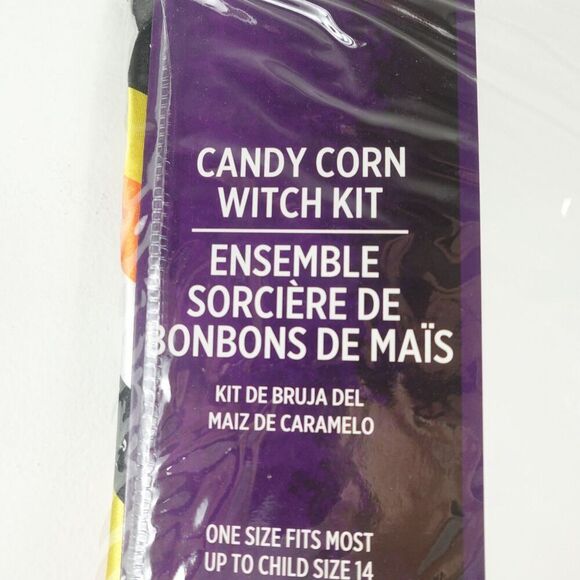 CANDY CORN
WITCH KIT
ENSEMBLE
SORCIÈRE DE
BONBONS DE MAÏS
KIT DE BRUJA DEL
MAIZ DE CARAMELO
ONE SIZE FITS MOST
UP TO CHILD SIZE 14